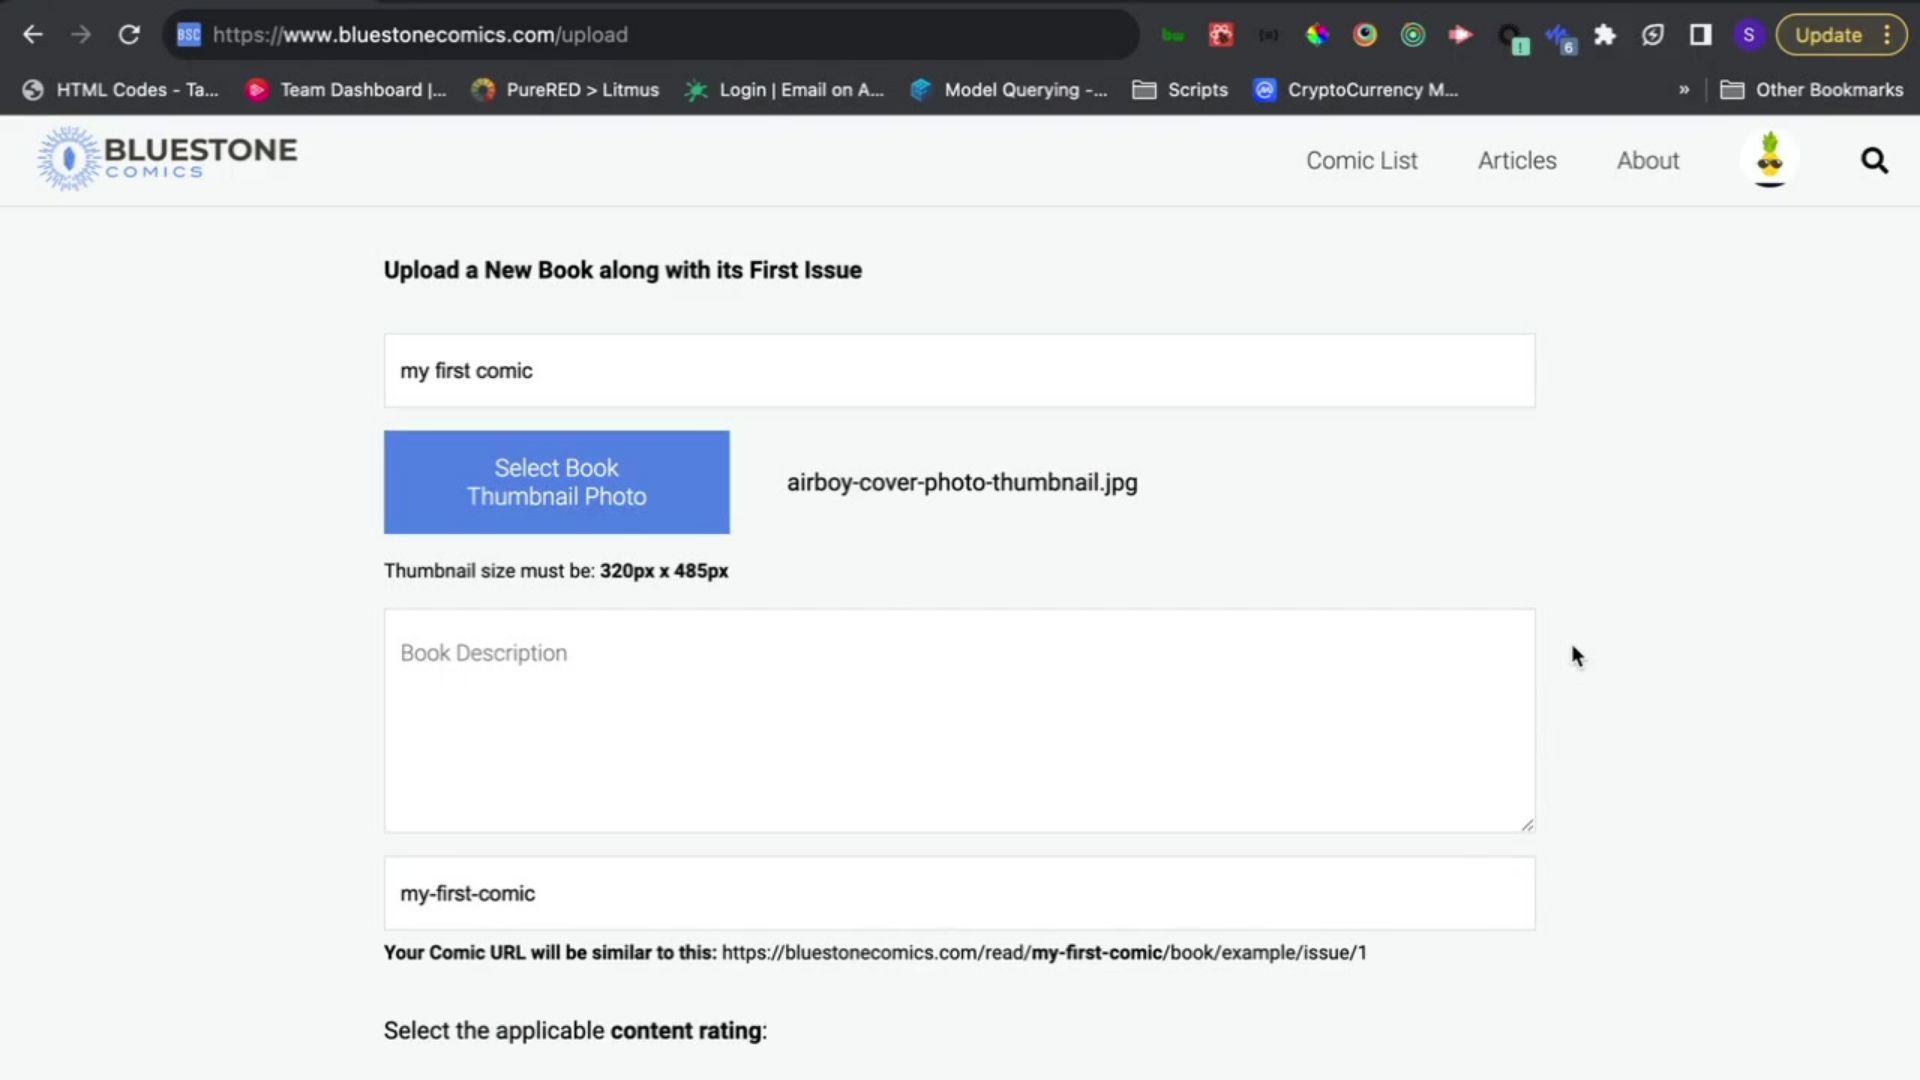 BSC https://www.bluestonecomics.com/upload
bw
6
S
Update
HTML Codes - Ta...
Team Dashboard |...
PureRED > Litmus
Login | Email on A...
Model Querying -...
Scripts
CryptoCurrency M...
»
Other Bookmarks
BLUESTONE
COMICS
Comic List
Articles
About
Upload a New Book along with its First Issue
my first comic
Select Book
Thumbnail Photo
airboy-cover-photo-thumbnail.jpg
Thumbnail size must be: 320px x 485px
Book Description
my-first-comic
Your Comic URL will be similar to this: https://bluestonecomics.com/read/my-first-comic/book/example/issue/1
Select the applicable content rating: